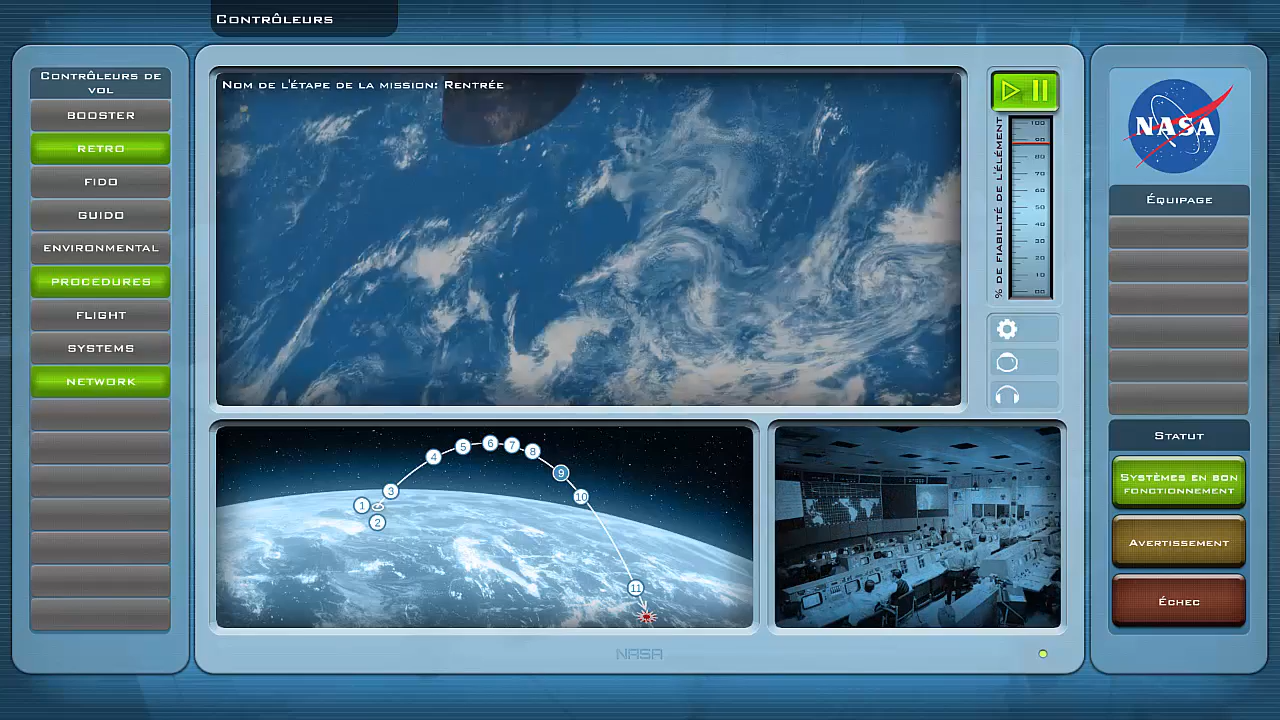 Contrôleurs
Contrôleurs de
vol
BOOSTER
RETRO
FIDO
GUIDO
ENVIRONMENTAL
PROCEDURES
FLIGHT
SYSTEMS
NETWORK
Nom de l'étape de la mission: Rentrée
1
2
3
4
5
6
7
8
9
10
11
NASA
% de fiabilité de l'élément
100
90
80
70
60
50
40
30
20
10
00
NASA
Équipage
Statut
Systèmes en bon
fonctionnement
Avertissement
Échec